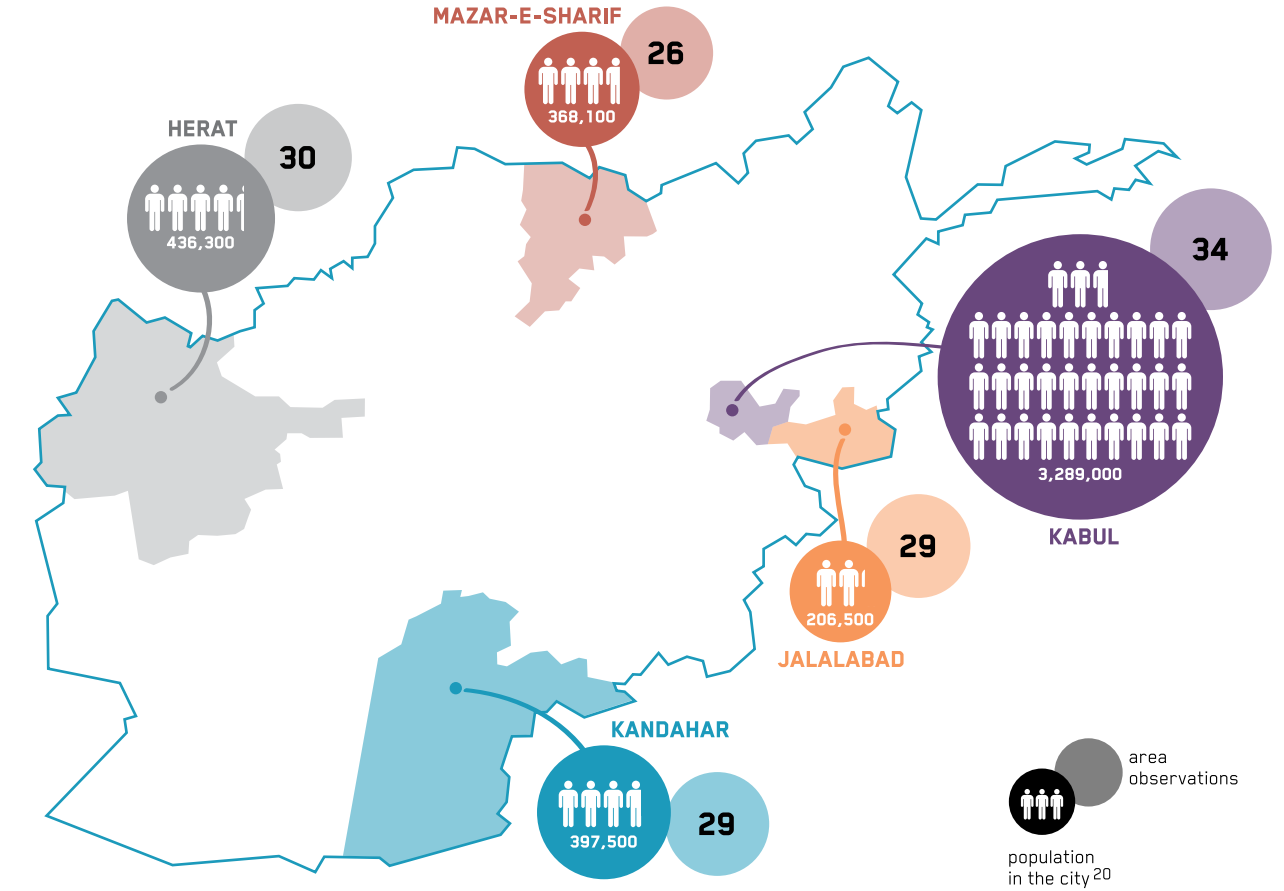 MAZAR-E-SHARIF
26
368,100
HERAT
30
436,300
34
3,289,000
KABUL
29
206,500
JALALABAD
KANDAHAR
29
397,500
area
observations
population
in the city 20